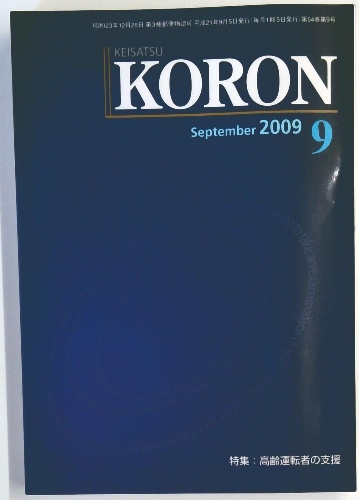 昭和23年12月28日 第3種郵便物認可 平成21年9月5日発行(毎月1回5日発行)第64巻第9号
KEISATSU
KORON
September 2009 9
特集：高齢運転者の支援